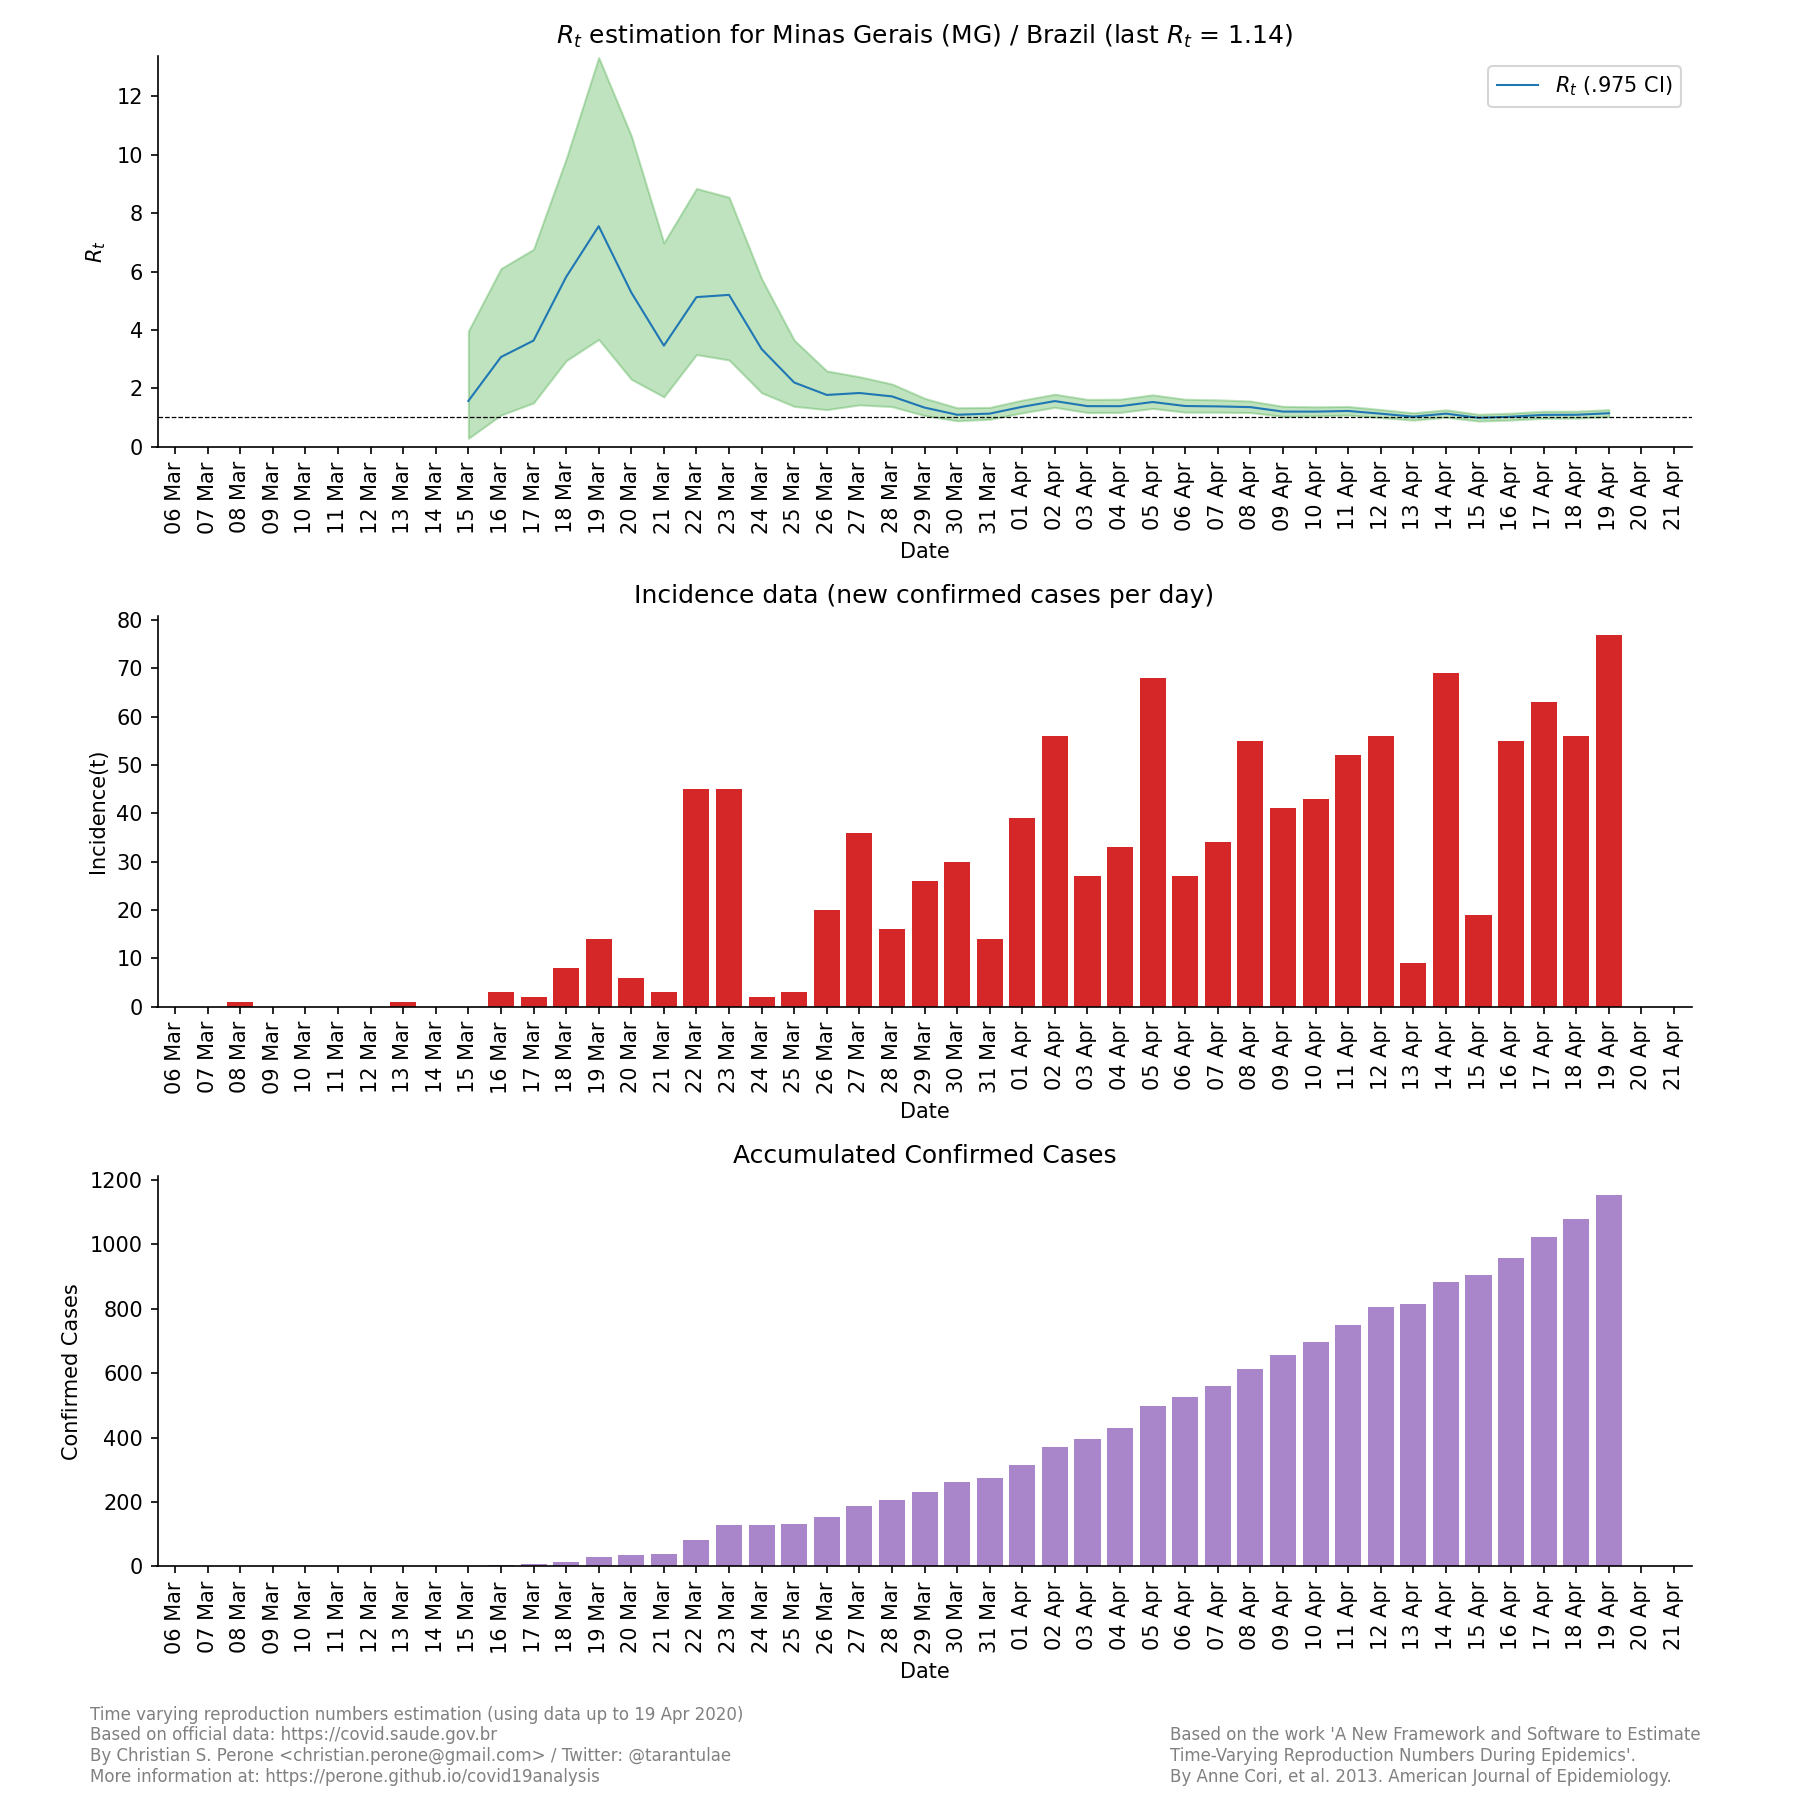 Rt estimation for Minas Gerais (MG) / Brazil (last Rt = 1.14)
Rt (.975 CI)
Rt
12
10
8
6
4
2
0
06 Mar 07 Mar 08 Mar 09 Mar 10 Mar 11 Mar 12 Mar 13 Mar 14 Mar 15 Mar 16 Mar 17 Mar 18 Mar 19 Mar 20 Mar 21 Mar 22 Mar 23 Mar 24 Mar 25 Mar 26 Mar 27 Mar 28 Mar 29 Mar 30 Mar 31 Mar 01 Apr 02 Apr 03 Apr 04 Apr 05 Apr 06 Apr 07 Apr 08 Apr 09 Apr 10 Apr 11 Apr 12 Apr 13 Apr 14 Apr 15 Apr 16 Apr 17 Apr 18 Apr 19 Apr 20 Apr 21 Apr
Date
Incidence data (new confirmed cases per day)
Incidence(t)
80
70
60
50
40
30
20
10
0
06 Mar 07 Mar 08 Mar 09 Mar 10 Mar 11 Mar 12 Mar 13 Mar 14 Mar 15 Mar 16 Mar 17 Mar 18 Mar 19 Mar 20 Mar 21 Mar 22 Mar 23 Mar 24 Mar 25 Mar 26 Mar 27 Mar 28 Mar 29 Mar 30 Mar 31 Mar 01 Apr 02 Apr 03 Apr 04 Apr 05 Apr 06 Apr 07 Apr 08 Apr 09 Apr 10 Apr 11 Apr 12 Apr 13 Apr 14 Apr 15 Apr 16 Apr 17 Apr 18 Apr 19 Apr 20 Apr 21 Apr
Date
Accumulated Confirmed Cases
Confirmed Cases
1200
1000
800
600
400
200
0
06 Mar 07 Mar 08 Mar 09 Mar 10 Mar 11 Mar 12 Mar 13 Mar 14 Mar 15 Mar 16 Mar 17 Mar 18 Mar 19 Mar 20 Mar 21 Mar 22 Mar 23 Mar 24 Mar 25 Mar 26 Mar 27 Mar 28 Mar 29 Mar 30 Mar 31 Mar 01 Apr 02 Apr 03 Apr 04 Apr 05 Apr 06 Apr 07 Apr 08 Apr 09 Apr 10 Apr 11 Apr 12 Apr 13 Apr 14 Apr 15 Apr 16 Apr 17 Apr 18 Apr 19 Apr 20 Apr 21 Apr
Date
Time varying reproduction numbers estimation (using data up to 19 Apr 2020)
Based on official data: https://covid.saude.gov.br
By Christian S. Perone <christian.perone@gmail.com> / Twitter: @tarantulae
More information at: https://perone.github.io/covid19analysis
Based on the work 'A New Framework and Software to Estimate
Time-Varying Reproduction Numbers During Epidemics'.
By Anne Cori, et al. 2013. American Journal of Epidemiology.